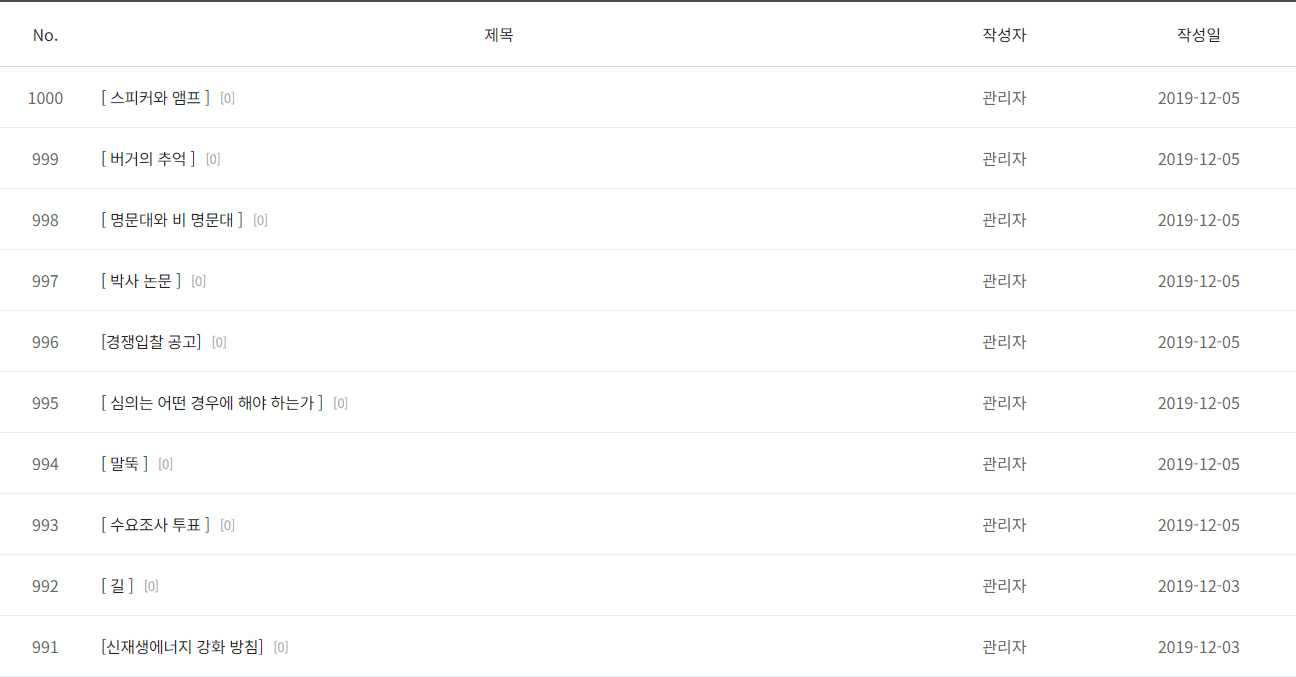 No. 제목 작성자 작성일
1000 [ 스피커와 앰프 ] [0] 관리자 2019-12-05
999 [ 버거의 추억 ] [0] 관리자 2019-12-05
998 [ 명문대와 비 명문대 ] [0] 관리자 2019-12-05
997 [ 박사 논문 ] [0] 관리자 2019-12-05
996 [경쟁입찰 공고] [0] 관리자 2019-12-05
995 [ 심의는 어떤 경우에 해야 하는가 ] [0] 관리자 2019-12-05
994 [ 말뚝 ] [0] 관리자 2019-12-05
993 [ 수요조사 투표 ] [0] 관리자 2019-12-05
992 [ 길 ] [0] 관리자 2019-12-03
991 [신재생에너지 강화 방침] [0] 관리자 2019-12-03